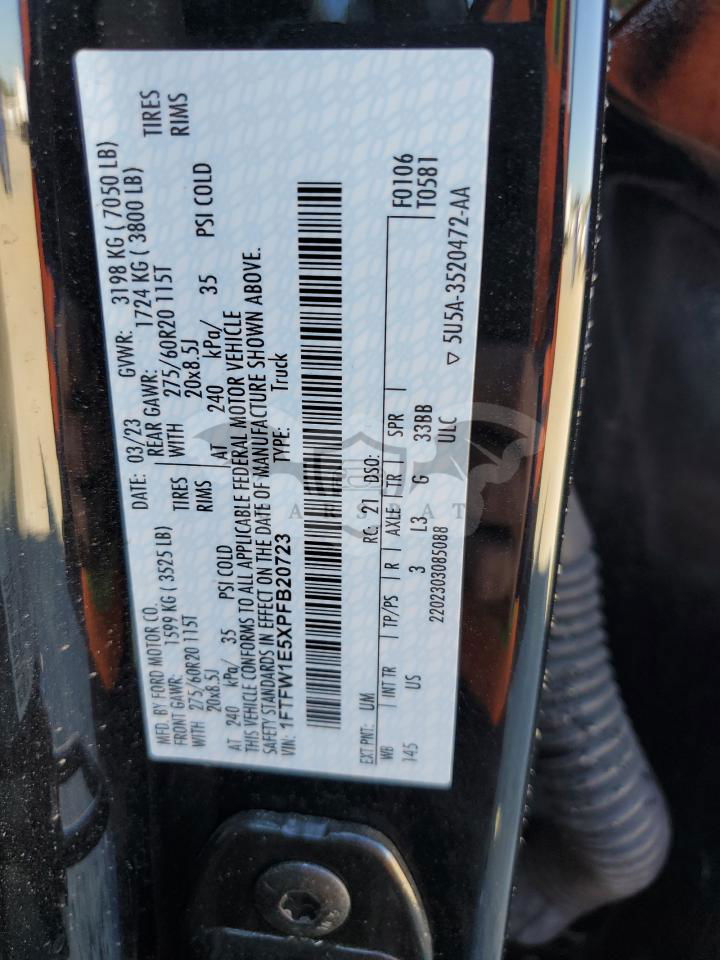 MFD. BY FORD MOTOR CO. DATE: 03/23 GVWR: 3198 KG ( 7050 LB)
FRONT GAWR: 1599 KG ( 3525 LB) REAR GAWR: 1724 KG ( 3800 LB)
WITH 275/60R20 115T TIRES WITH 275/60R20 115T TIRES
20x8.5J RIMS 20x8.5J RIMS
AT 240 kPa/ 35 PSI COLD AT 240 kPa/ 35 PSI COLD
THIS VEHICLE CONFORMS TO ALL APPLICABLE FEDERAL MOTOR VEHICLE
SAFETY STANDARDS IN EFFECT ON THE DATE OF MANUFACTURE SHOWN ABOVE.
VIN: 1FTFW1E5XPFB20723 TYPE: Truck
EXT PNT: UM RC: 21 DSO: F0106
WB INT TR TP/PS R AXLE TR SPR T0581
145 US 3 L3 G 33BB
2202303085088 ULC ▽ 5U5A-3520472-AA